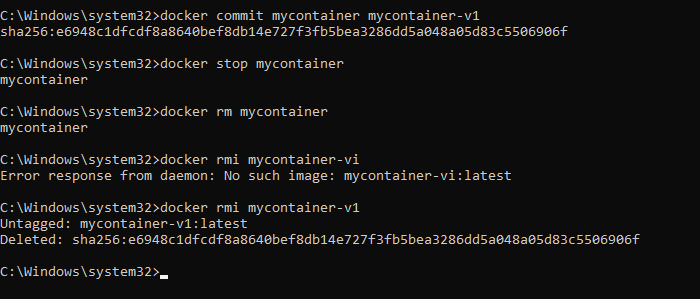 C:\Windows\system32>docker commit mycontainer mycontainer-v1
sha256:e6948c1dfcdf8a8640bef8db14e727f3fb5bea3286dd5a048a05d83c5506906f
C:\Windows\system32>docker stop mycontainer
mycontainer
C:\Windows\system32>docker rm mycontainer
mycontainer
C:\Windows\system32>docker rmi mycontainer-vi
Error response from daemon: No such image: mycontainer-vi:latest
C:\Windows\system32>docker rmi mycontainer-v1
Untagged: mycontainer-v1:latest
Deleted: sha256:e6948c1dfcdf8a8640bef8db14e727f3fb5bea3286dd5a048a05d83c5506906f
C:\Windows\system32>